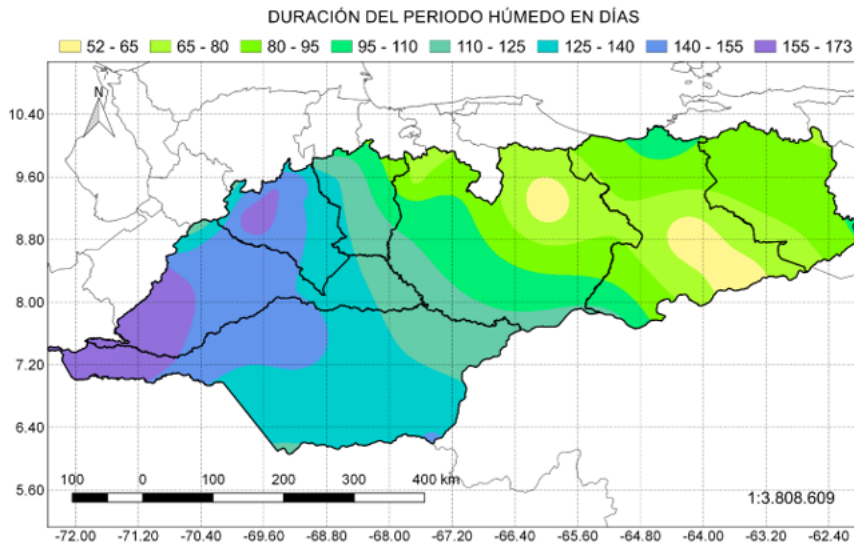 DURACIÓN DEL PERIODO HÚMEDO EN DÍAS
52 - 65 65 - 80 80 - 95 95 - 110 110 - 125 125 - 140 140 - 155 155 - 173
N
10.40
9.60
8.80
8.00
7.20
6.40
5.60
100 0 100 200 300 400 km
1:3.808.609
-72.00 -71.20 -70.40 -69.60 -68.80 -68.00 -67.20 -66.40 -65.60 -64.80 -64.00 -63.20 -62.40